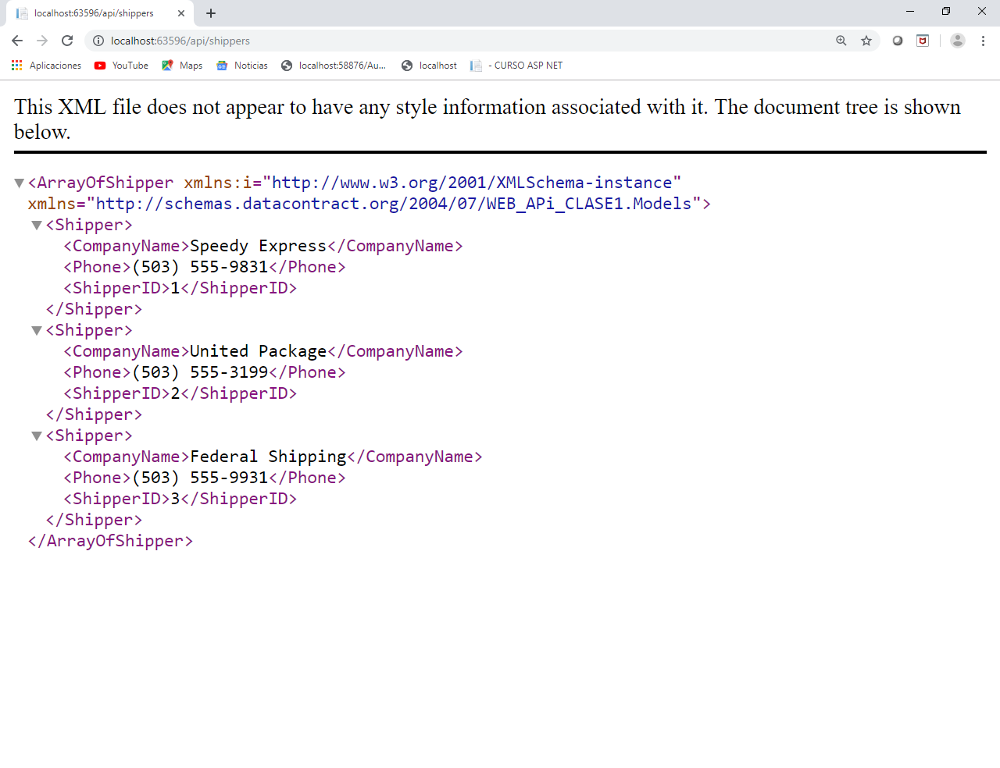 localhost:63596/api/shippers
localhost:63596/api/shippers
Aplicaciones YouTube Maps Noticias localhost:58876/Au... localhost - CURSO ASP NET
This XML file does not appear to have any style information associated with it. The document tree is shown
below.
<ArrayOfShipper xmlns:i="http://www.w3.org/2001/XMLSchema-instance"
xmlns="http://schemas.datacontract.org/2004/07/WEB_APi_CLASE1.Models">
<Shipper>
<CompanyName>Speedy Express</CompanyName>
<Phone>(503) 555-9831</Phone>
<ShipperID>1</ShipperID>
</Shipper>
<Shipper>
<CompanyName>United Package</CompanyName>
<Phone>(503) 555-3199</Phone>
<ShipperID>2</ShipperID>
</Shipper>
<Shipper>
<CompanyName>Federal Shipping</CompanyName>
<Phone>(503) 555-9931</Phone>
<ShipperID>3</ShipperID>
</Shipper>
</ArrayOfShipper>